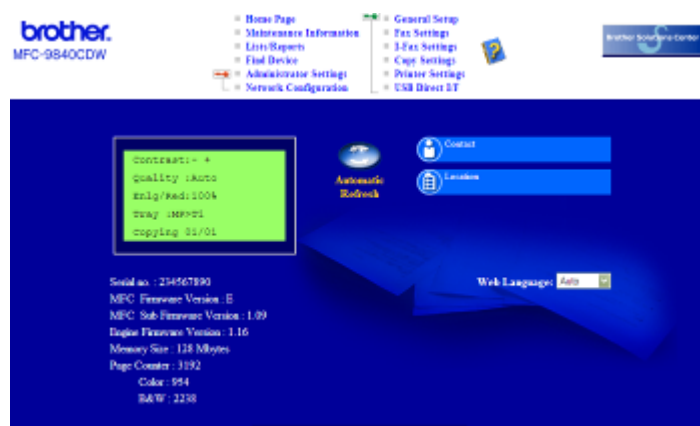 brother.
MFC-9840CDW
Home Page
Maintenance Information
Lists/Reports
Find Device
Administrator Settings
Network Configuration
General Setup
Fax Settings
I-Fax Settings
Copy Settings
Printer Settings
USB Direct I/F
Brother Solutions Center
Contrast:- +
Quality :Auto
Enlg/Red:100%
Tray :MP>T1
Copying 01/01
Automatic
Refresh
Contact
Location
Serial no. : 234567890
MFC Firmware Version : E
MFC Sub Firmware Version : 1.09
Engine Firmware Version : 1.16
Memory Size : 128 Mbytes
Page Counter : 3192
Color : 954
B&W : 2238
Web Language: Auto